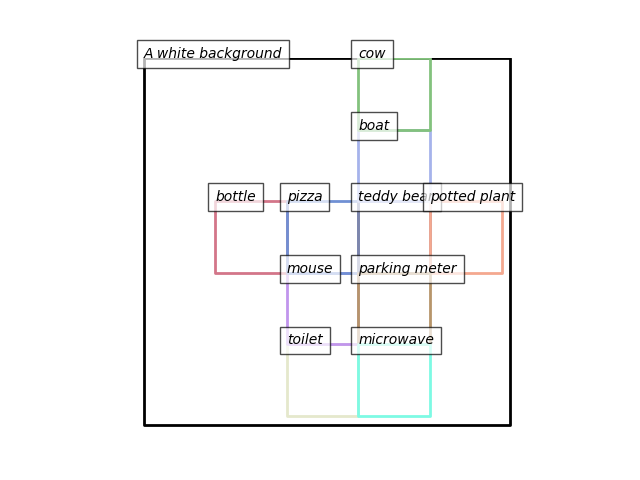 A white background
cow
boat
bottle
pizza
teddy bear
potted plant
mouse
parking meter
toilet
microwave